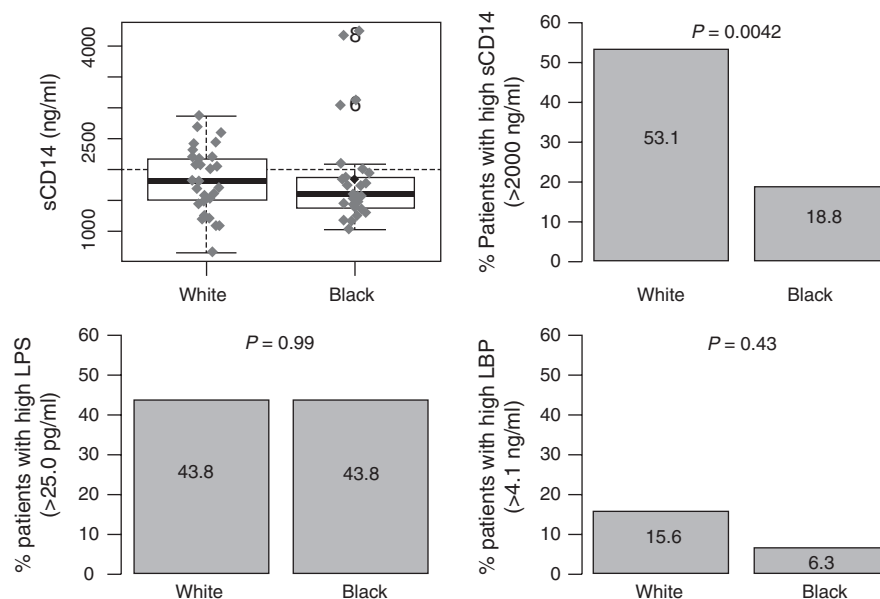 sCD14 (ng/ml)
4000
2500
1000
White
Black
% Patients with high sCD14
(>2000 ng/ml)
60
50
40
30
20
10
0
P = 0.0042
53.1
18.8
White
Black
% patients with high LPS
(>25.0 pg/ml)
60
50
40
30
20
10
0
P = 0.99
43.8
43.8
White
Black
% patients with high LBP
(>4.1 ng/ml)
60
50
40
30
20
10
0
P = 0.43
15.6
6.3
White
Black